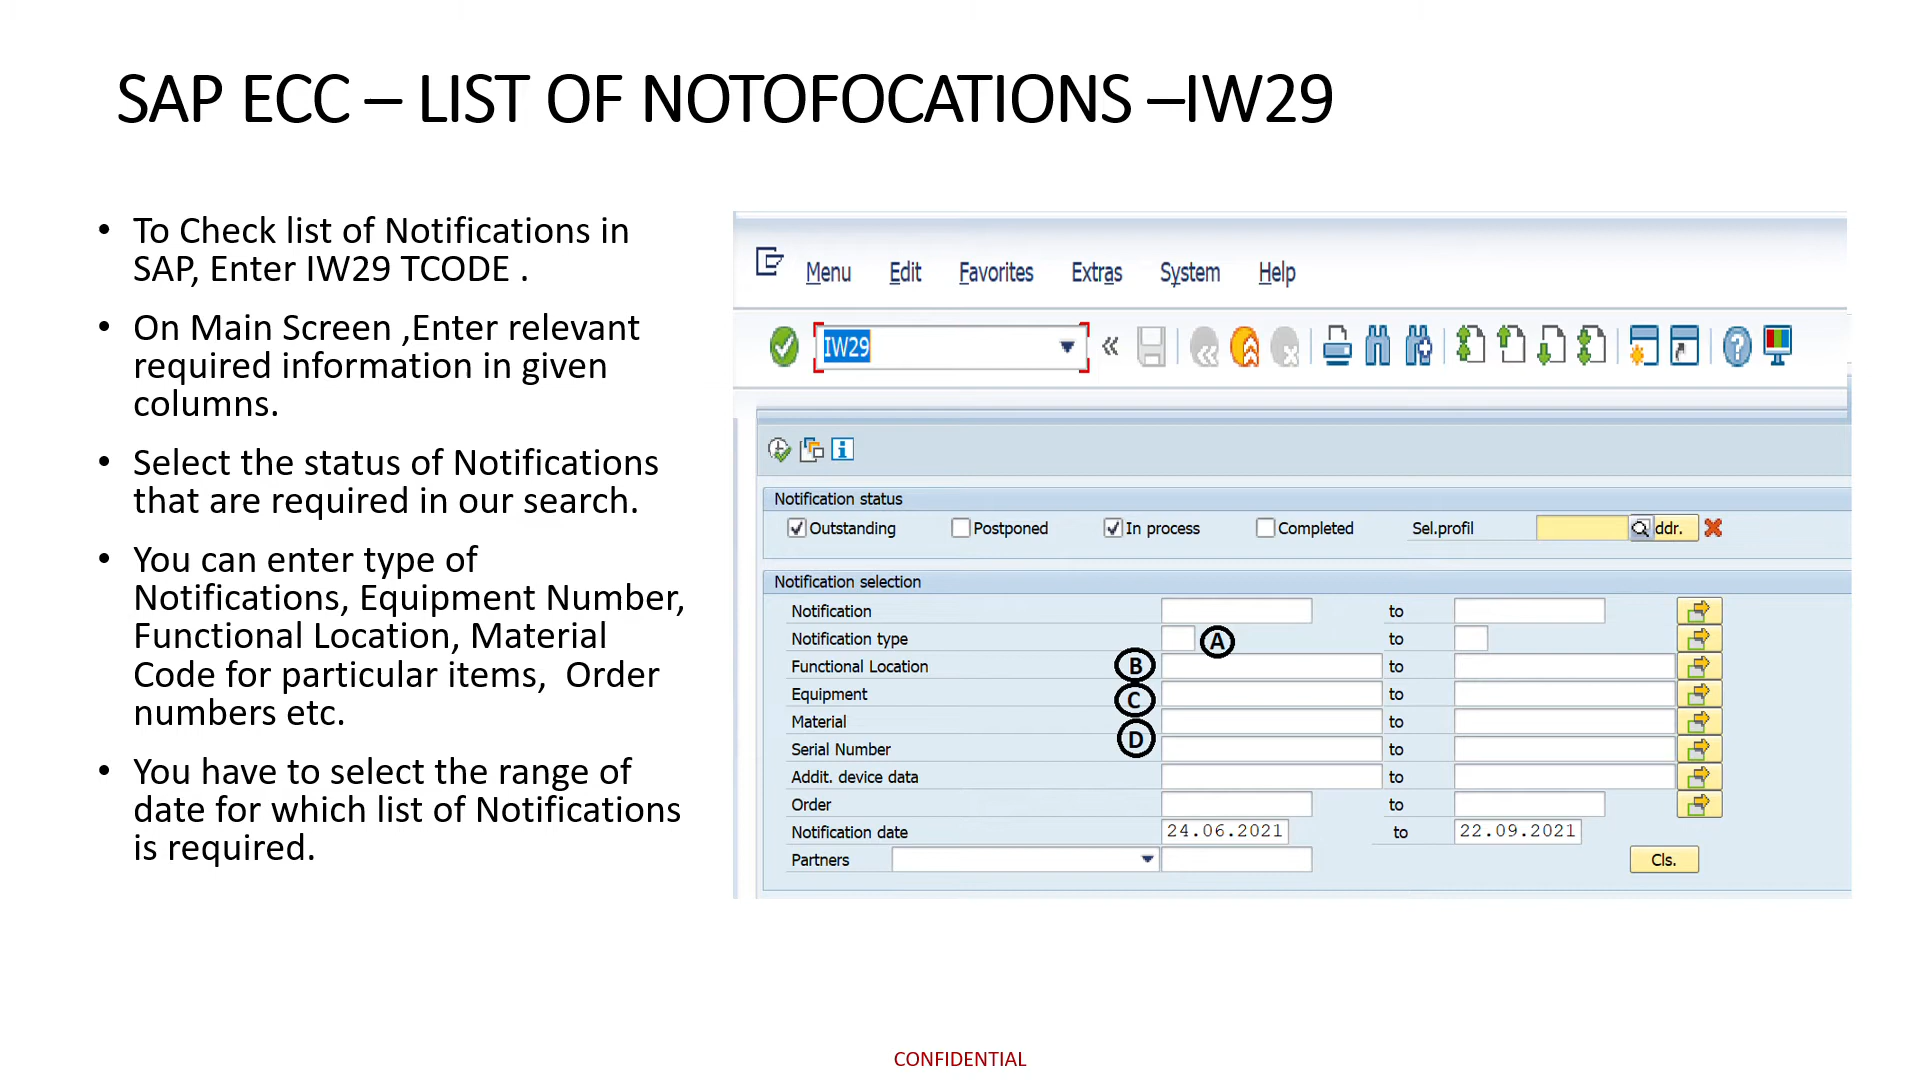 SAP ECC – LIST OF NOTOFOCATIONS –IW29
• To Check list of Notifications in
SAP, Enter IW29 TCODE .
• On Main Screen ,Enter relevant
required information in given
columns.
• Select the status of Notifications
that are required in our search.
• You can enter type of
Notifications, Equipment Number,
Functional Location, Material
Code for particular items,  Order
numbers etc.
• You have to select the range of
date for which list of Notifications
is required.
Menu Edit Favorites Extras System Help
IW29
Notification status
Outstanding Postponed In process Completed Sel.profil ddr.
Notification selection
Notification to
Notification type A to
Functional Location B to
Equipment C to
Material to
D
Serial Number to
Addit. device data to
Order to
Notification date 24.06.2021 to 22.09.2021
Partners Cls.
CONFIDENTIAL